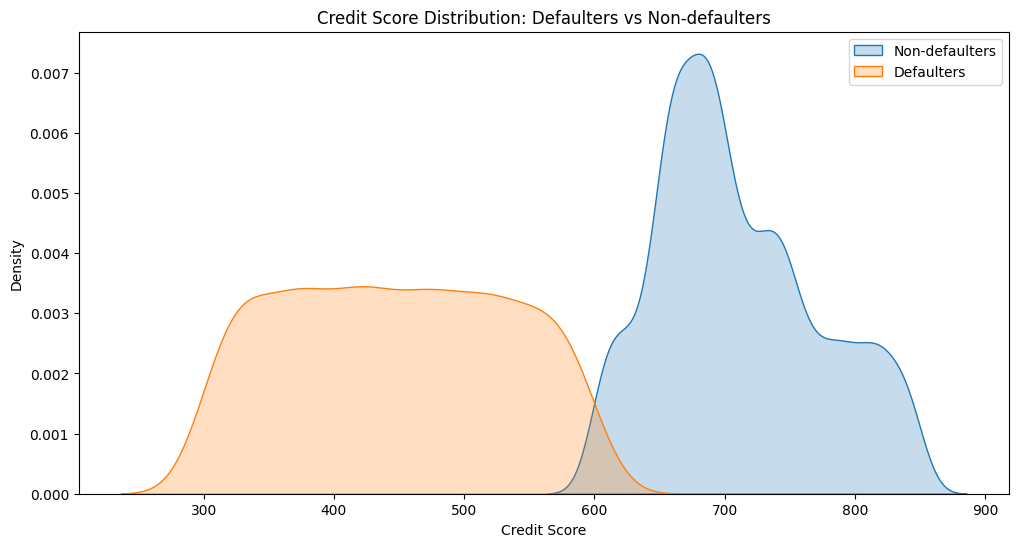 Credit Score Distribution: Defaulters vs Non-defaulters
Non-defaulters
Defaulters
0.007
0.006
0.005
0.004
0.003
0.002
0.001
0.000
Density
300 400 500 600 700 800 900
Credit Score